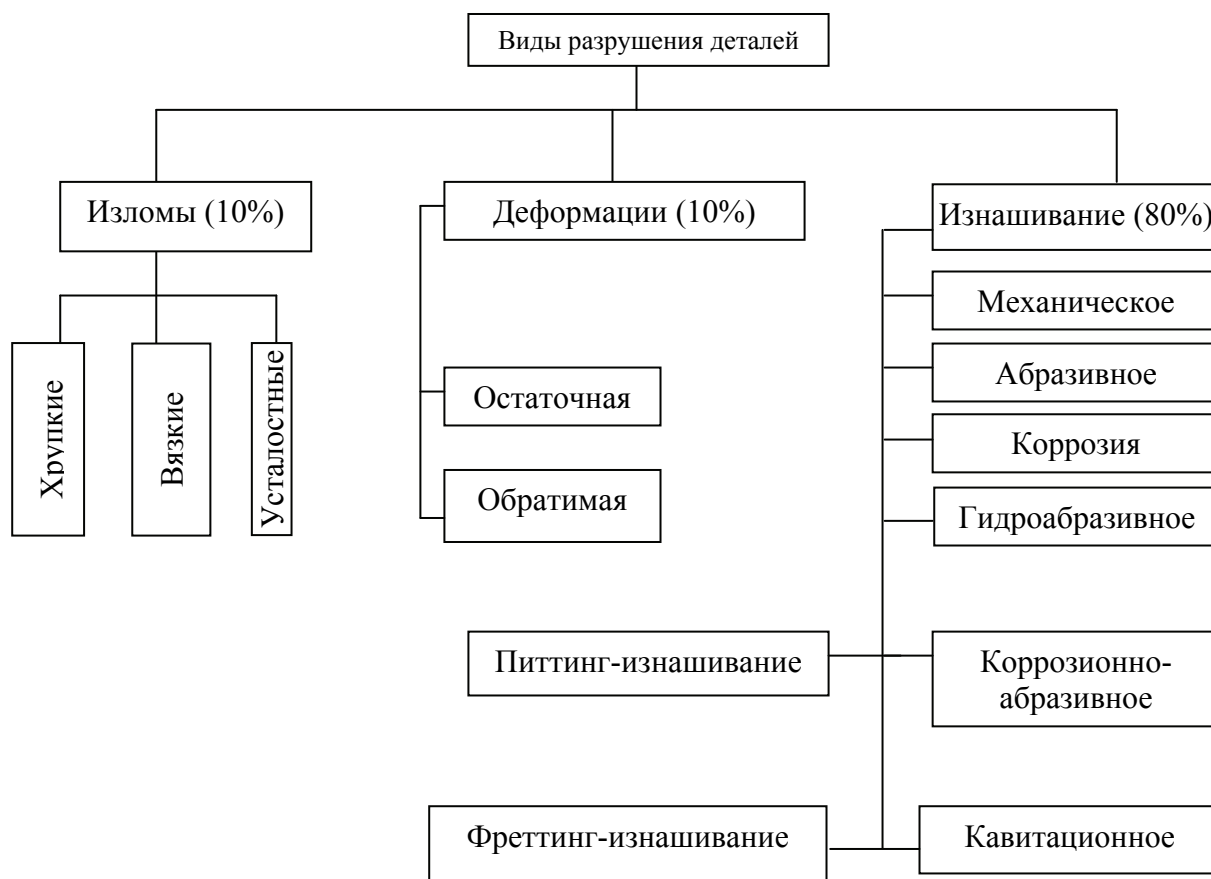 Виды разрушения деталей
Изломы (10%)
Деформации (10%)
Изнашивание (80%)
Хрупкие
Вязкие
Усталостные
Остаточная
Обратимая
Механическое
Абразивное
Коррозия
Гидроабразивное
Питтинг-изнашивание
Коррозионно-
абразивное
Фреттинг-изнашивание
Кавитационное